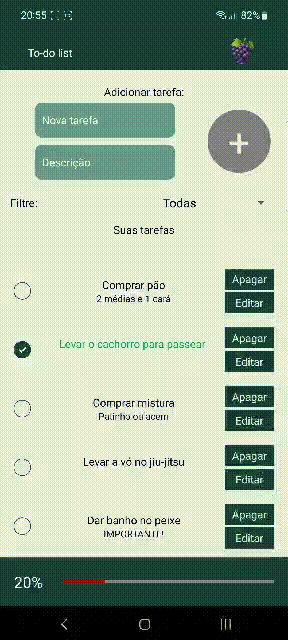 20:55
82%
To-do list
Adicionar tarefa:
Nova tarefa
Descrição
+
Filtre:
Todas
Suas tarefas
Comprar pão
2 médias e 1 cará
Apagar
Editar
Levar o cachorro para passear
Apagar
Editar
Comprar mistura
Patinho ou acem
Apagar
Editar
Levar a vó no jiu-jitsu
Apagar
Editar
Dar banho no peixe
IMPORTANTE!
Apagar
Editar
20%